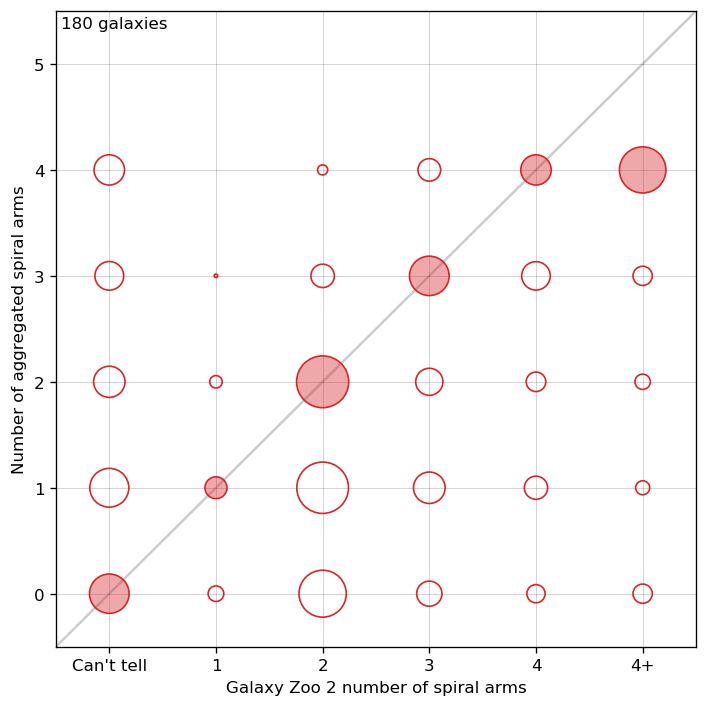 180 galaxies
5
4
3
2
1
0
Number of aggregated spiral arms
Can't tell 1 2 3 4 4+
Galaxy Zoo 2 number of spiral arms